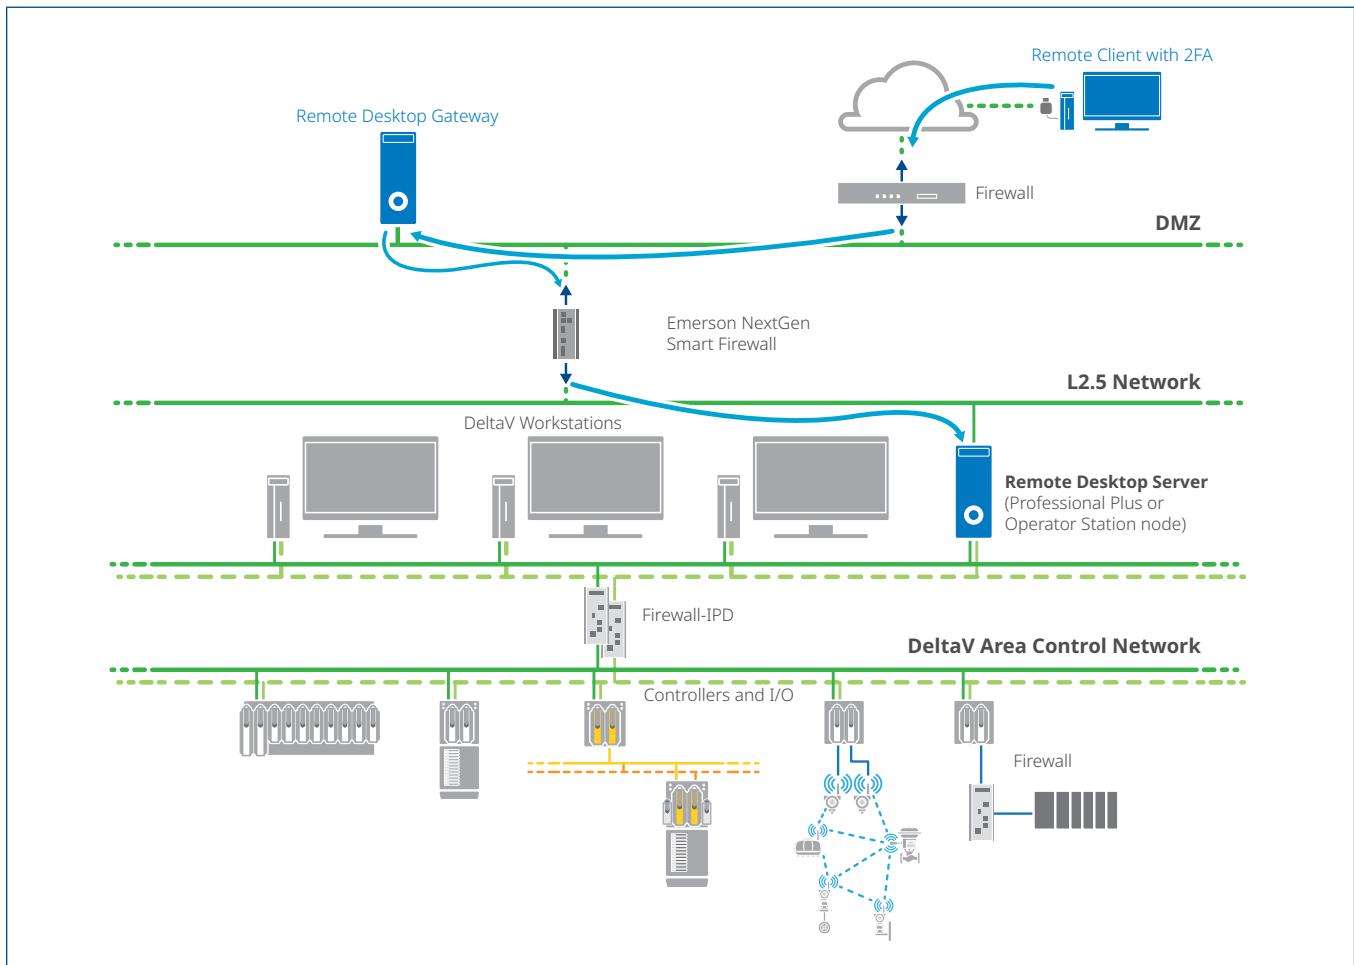 Remote Client with 2FA
Remote Desktop Gateway
Firewall
DMZ
Emerson NextGen
Smart Firewall
L2.5 Network
DeltaV Workstations
Remote Desktop Server
(Professional Plus or
Operator Station node)
Firewall-IPD
DeltaV Area Control Network
Controllers and I/O
Firewall